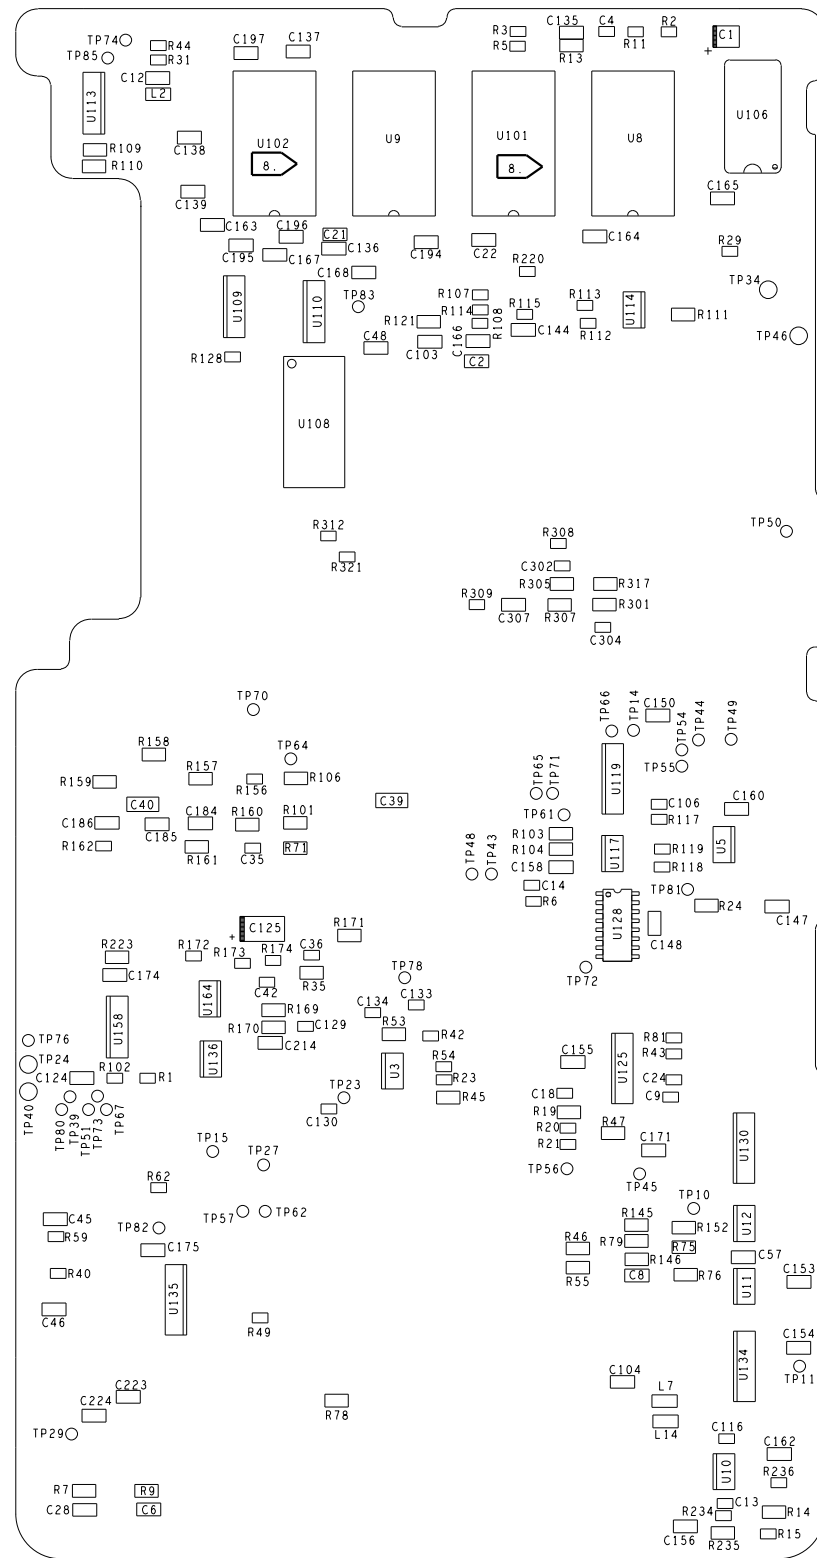 TP74
R44
C197
C137
R3
C135
C4
R2
C1
+
TP85
R31
R5
R13
R11
C12
L2
U113
C138
U102
8.
U9
U101
8.
U8
U106
R109
R110
C139
C165
C163
C196
C21
C195
C167
C136
C194
C22
C164
R29
C168
R220
TP34
U109
U110
TP83
R107
R114
R108
R115
R113
U114
R111
R121
C144
R112
TP46
R128
C48
C103
C166
C2
U108
R312
R321
R308
TP50
C302
R305
R317
R309
C307
R307
R301
C304
TP70
TP66
TP14
C150
TP54
TP44
TP49
R158
TP64
TP55
R159
R157
R156
R106
TP65
TP71
U119
C40
C39
C106
C160
C186
C185
C184
R160
R101
TP61
R117
R162
R161
C35
R71
TP48
TP43
R103
R104
C158
U117
R119
R118
U5
C14
R6
TP81
R24
C147
U128
C148
TP72
C125
+
R171
R223
R172
R173
R174
C36
C174
R35
TP78
U164
C42
C134
C133
U158
R169
R170
C129
C214
R53
R42
TP76
TP24
U136
U3
R54
R23
R45
C155
U125
R81
R43
C124
R102
R1
TP23
C130
C18
C24
C9
TP40
TP80
TP39
TP51
TP73
TP67
R19
R20
R21
R47
C171
U130
TP15
TP27
TP56
TP45
R62
TP10
C45
TP57
TP62
R145
R152
U12
R59
TP82
R46
R79
R75
C175
R146
C57
R40
R55
C8
R76
U11
C153
C46
U135
R49
U134
C154
TP11
C104
C223
R78
L7
C224
L14
TP29
C116
C162
U10
R236
R7
R9
C13
C28
C6
R234
R14
C156
R235
R15